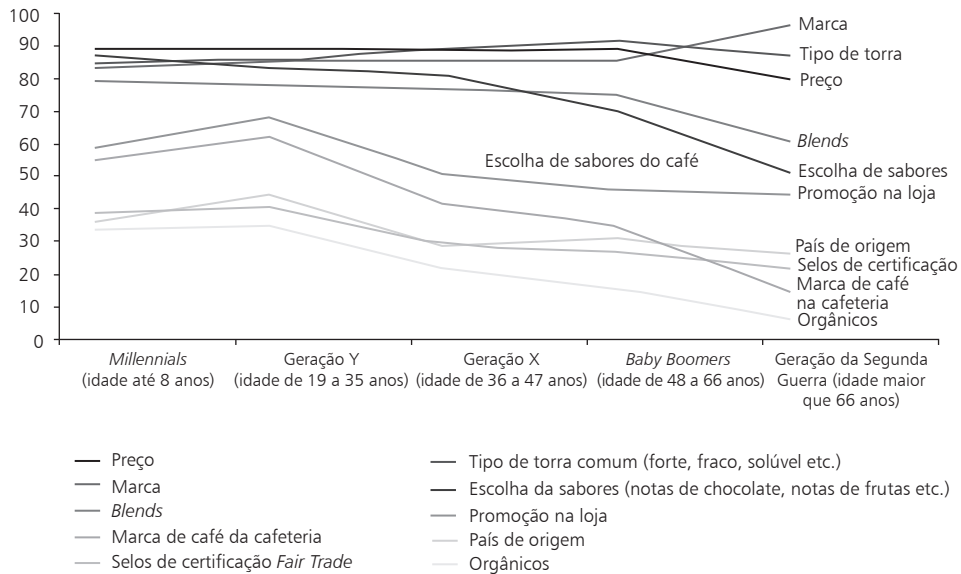 100
90
80
70
60
50
40
30
20
10
0
Escolha de sabores do café
Marca
Tipo de torra
Preço
Blends
Escolha de sabores
Promoção na loja
País de origem
Selos de certificação
Marca de café
na cafeteria
Orgânicos
Millennials
(idade até 8 anos)
Geração Y
(idade de 19 a 35 anos)
Geração X
(idade de 36 a 47 anos)
Baby Boomers
(idade de 48 a 66 anos)
Geração da Segunda
Guerra (idade maior
que 66 anos)
Preço
Marca
Blends
Marca de café da cafeteria
Selos de certificação Fair Trade
Tipo de torra comum (forte, fraco, solúvel etc.)
Escolha da sabores (notas de chocolate, notas de frutas etc.)
Promoção na loja
País de origem
Orgânicos